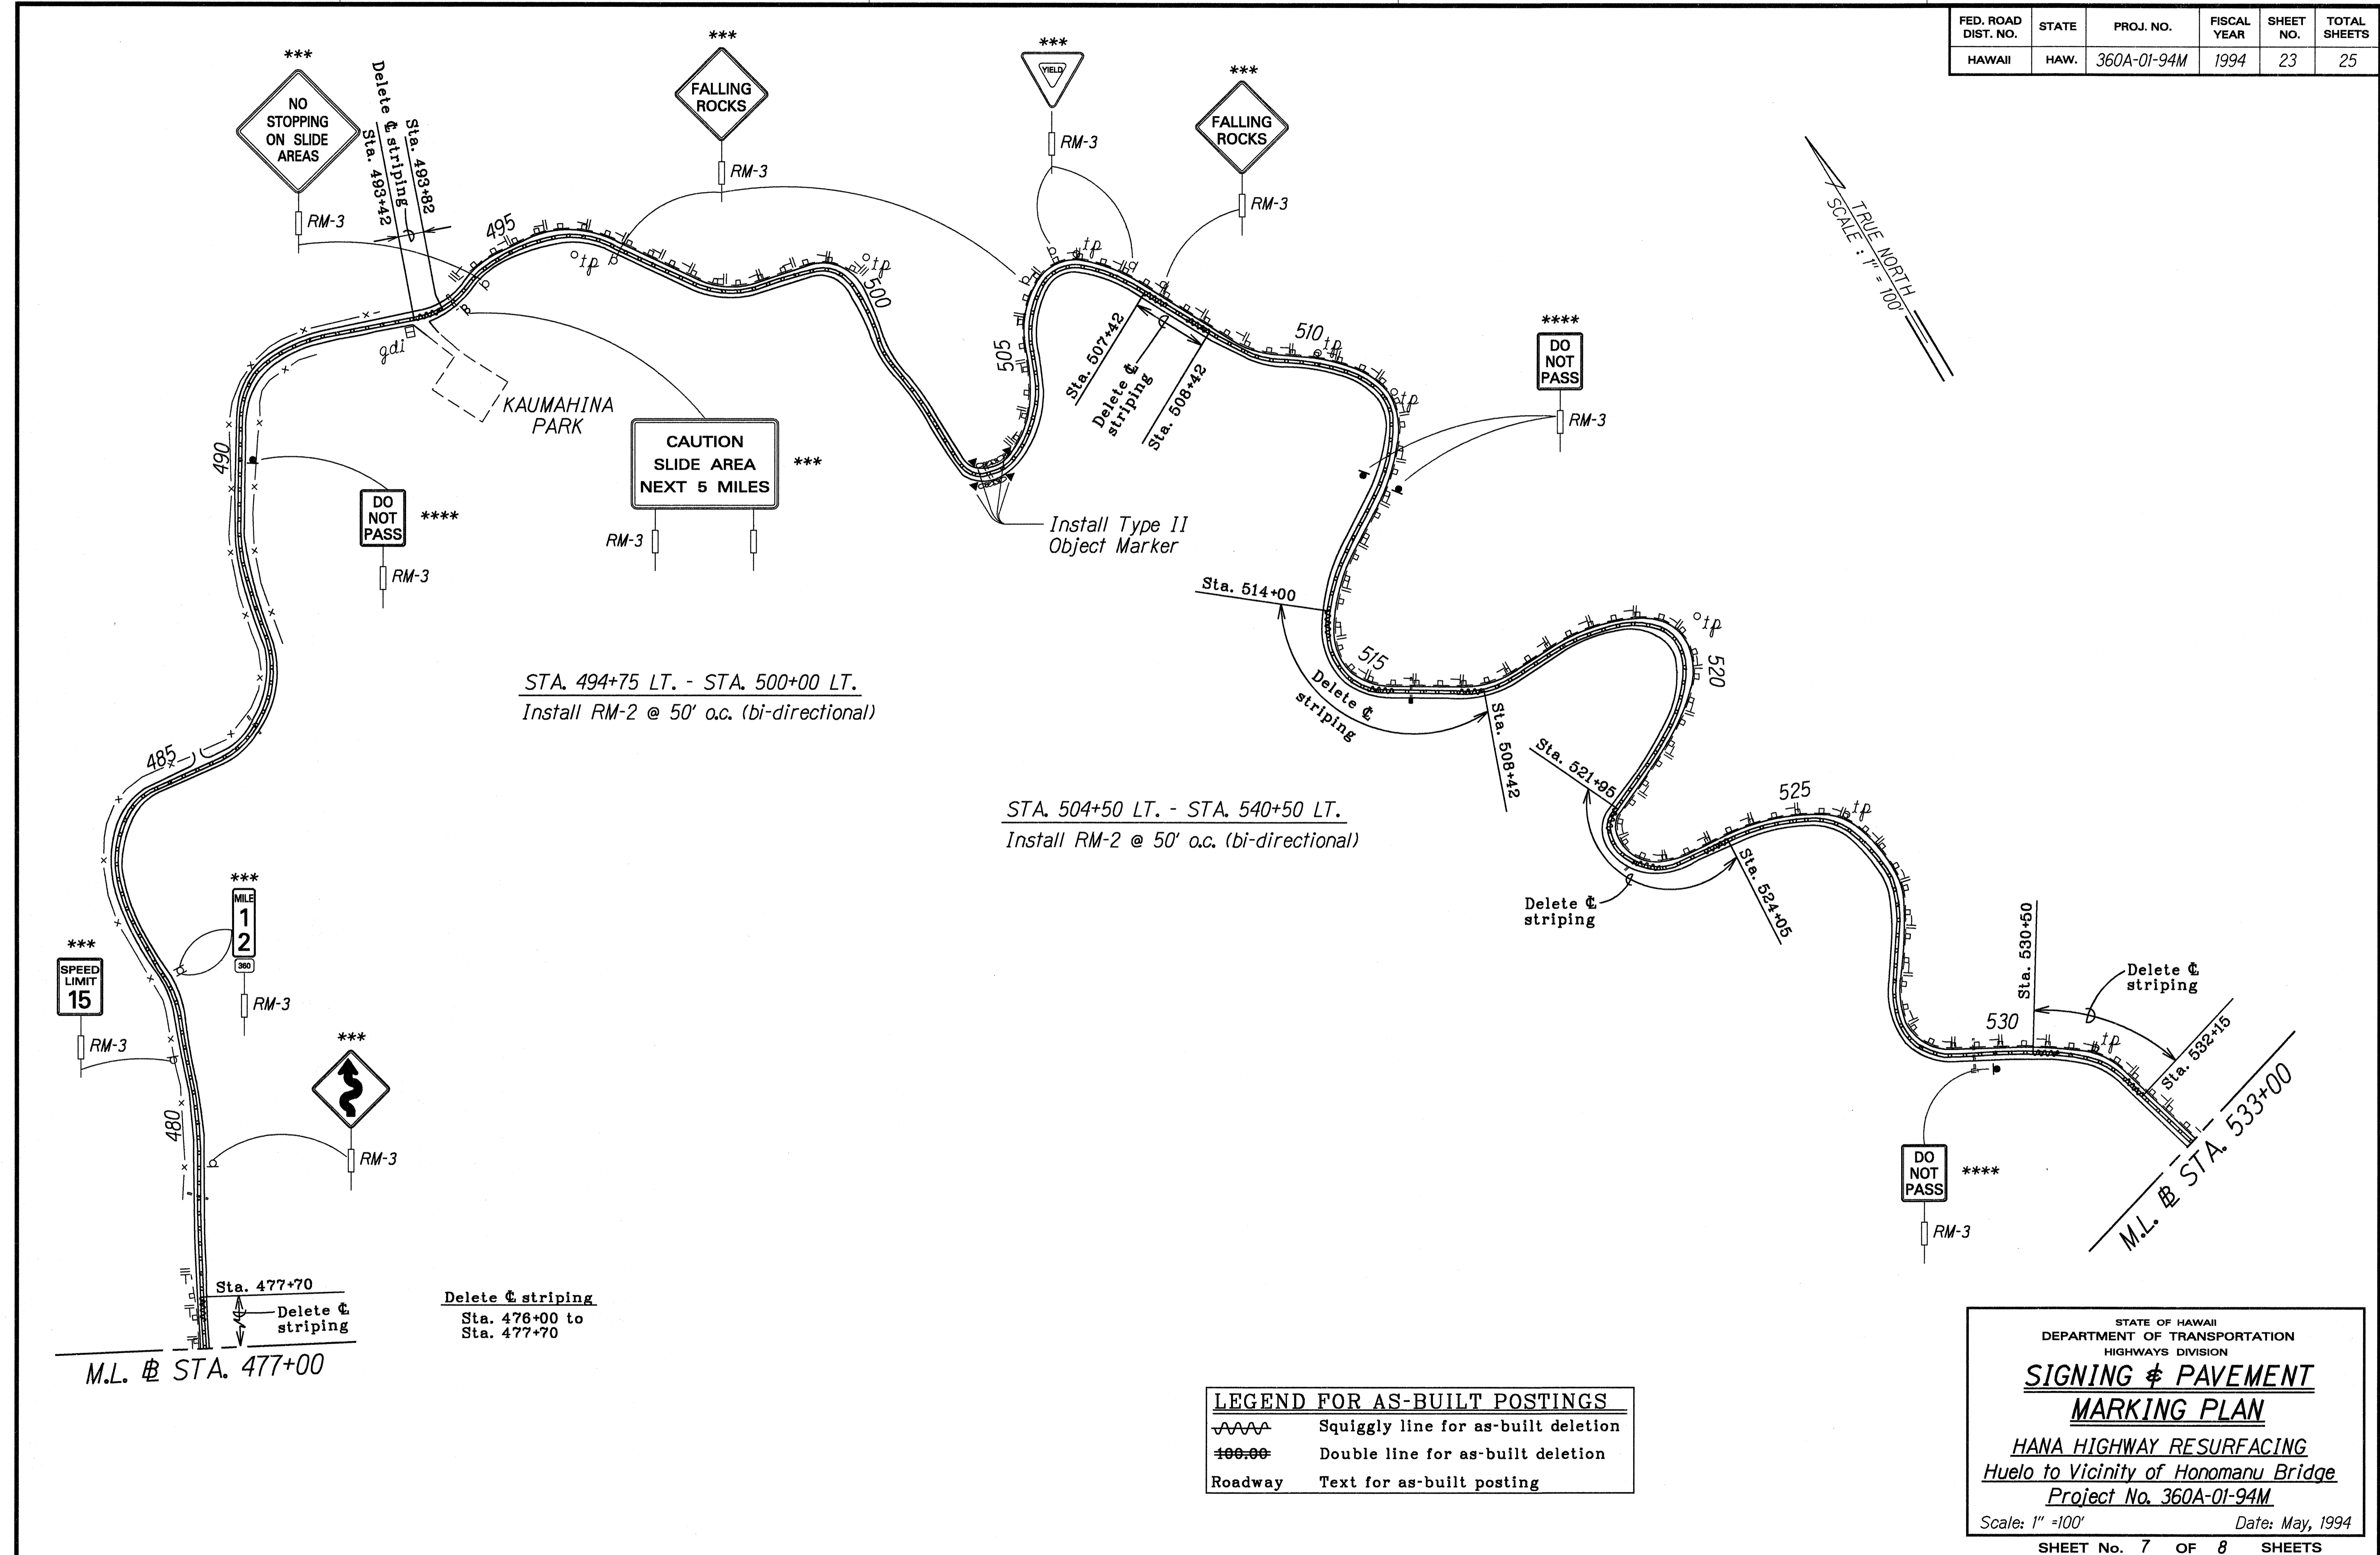 FED. ROAD DIST. NO. STATE PROJ. NO. FISCAL YEAR SHEET NO. TOTAL SHEETS
HAWAII HAW. 360A-01-94M 1994 23 25
***
NO
STOPPING
ON SLIDE
AREAS
RM-3
Sta. 493+42
Delete ℄ striping
Sta. 493+82
***
FALLING
ROCKS
RM-3
***
YIELD
RM-3
***
FALLING
ROCKS
RM-3
TRUE NORTH
SCALE : 1" = 100'
495
tp
tp
500
505
tp
Sta. 507+42
Delete ℄
striping
Sta. 508+42
510
tp
tp
****
DO
NOT
PASS
RM-3
gdi
KAUMAHINA
PARK
CAUTION
SLIDE AREA
NEXT 5 MILES
***
RM-3
490
DO
NOT
PASS
****
RM-3
Install Type II
Object Marker
Sta. 514+00
515
Delete ℄
striping
Sta. 508+42
tp
520
STA. 494+75 LT. - STA. 500+00 LT.
Install RM-2 @ 50' o.c. (bi-directional)
485
STA. 504+50 LT. - STA. 540+50 LT.
Install RM-2 @ 50' o.c. (bi-directional)
Sta. 521+95
525
tp
Delete ℄
striping
Sta. 524+05
***
MILE
1
2
360
RM-3
***
SPEED
LIMIT
15
RM-3
***
RM-3
480
530
Sta. 530+50
Delete ℄
striping
tp
Sta. 532+15
M.L. ⅊ STA. 533+00
DO
NOT
PASS
****
RM-3
Sta. 477+70
Delete ℄
striping
M.L. ⅊ STA. 477+00
Delete ℄ striping
Sta. 476+00 to
Sta. 477+70
LEGEND FOR AS-BUILT POSTINGS
Squiggly line for as-built deletion
100.00 Double line for as-built deletion
Roadway Text for as-built posting
STATE OF HAWAII
DEPARTMENT OF TRANSPORTATION
HIGHWAYS DIVISION
SIGNING & PAVEMENT
MARKING PLAN
HANA HIGHWAY RESURFACING
Huelo to Vicinity of Honomanu Bridge
Project No. 360A-01-94M
Scale: 1" =100' Date: May, 1994
SHEET No. 7 OF 8 SHEETS